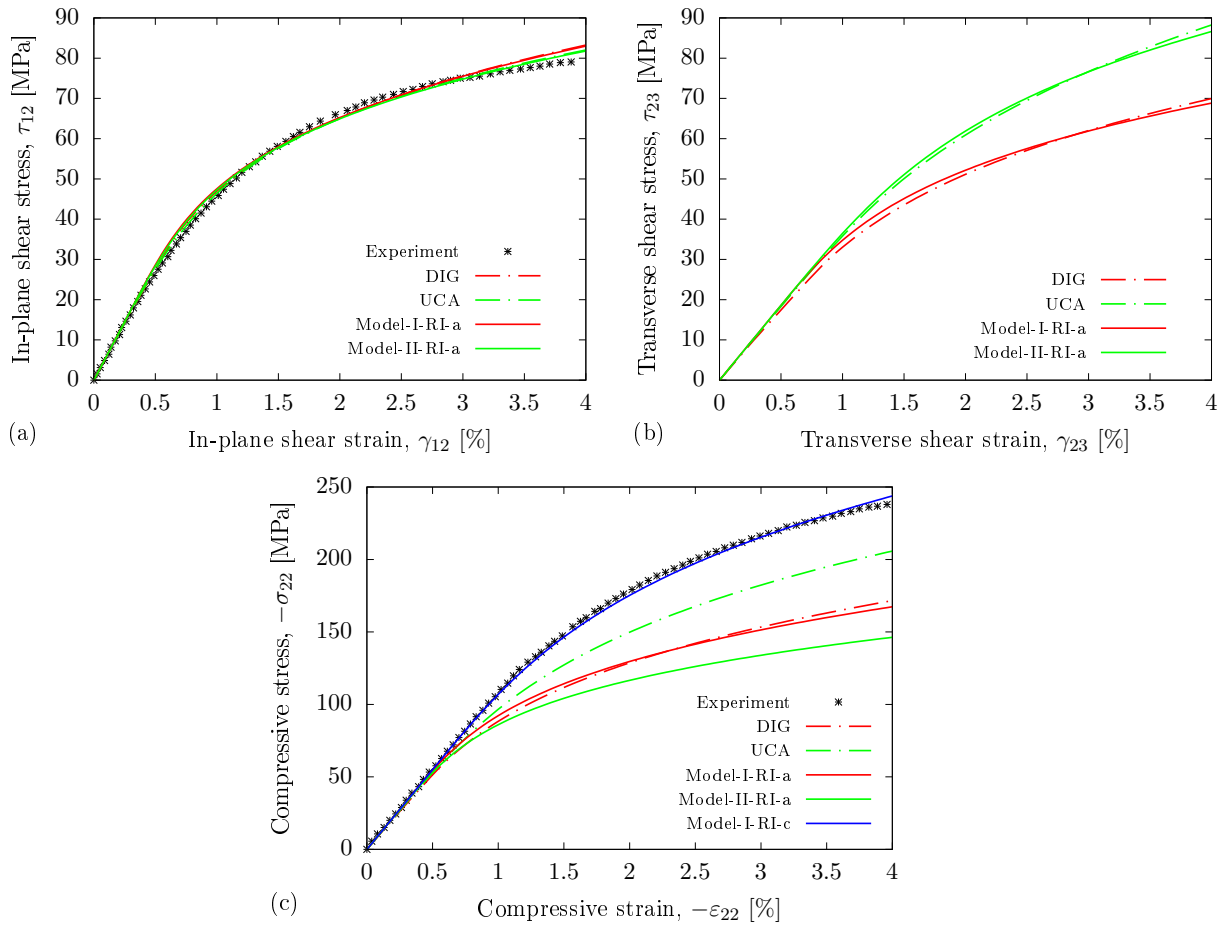 In-plane shear stress, τ12 [MPa]
90
80
70
60
50
40
30
20
10
0
Experiment
DIG
UCA
Model-I-RI-a
Model-II-RI-a
0 0.5 1 1.5 2 2.5 3 3.5 4
(a)
In-plane shear strain, γ12 [%]
Transverse shear stress, τ23 [MPa]
90
80
70
60
50
40
30
20
10
0
DIG
UCA
Model-I-RI-a
Model-II-RI-a
0 0.5 1 1.5 2 2.5 3 3.5 4
(b)
Transverse shear strain, γ23 [%]
Compressive stress, −σ22 [MPa]
250
200
150
100
50
0
Experiment
DIG
UCA
Model-I-RI-a
Model-II-RI-a
Model-I-RI-c
0 0.5 1 1.5 2 2.5 3 3.5 4
(c)
Compressive strain, −ε22 [%]